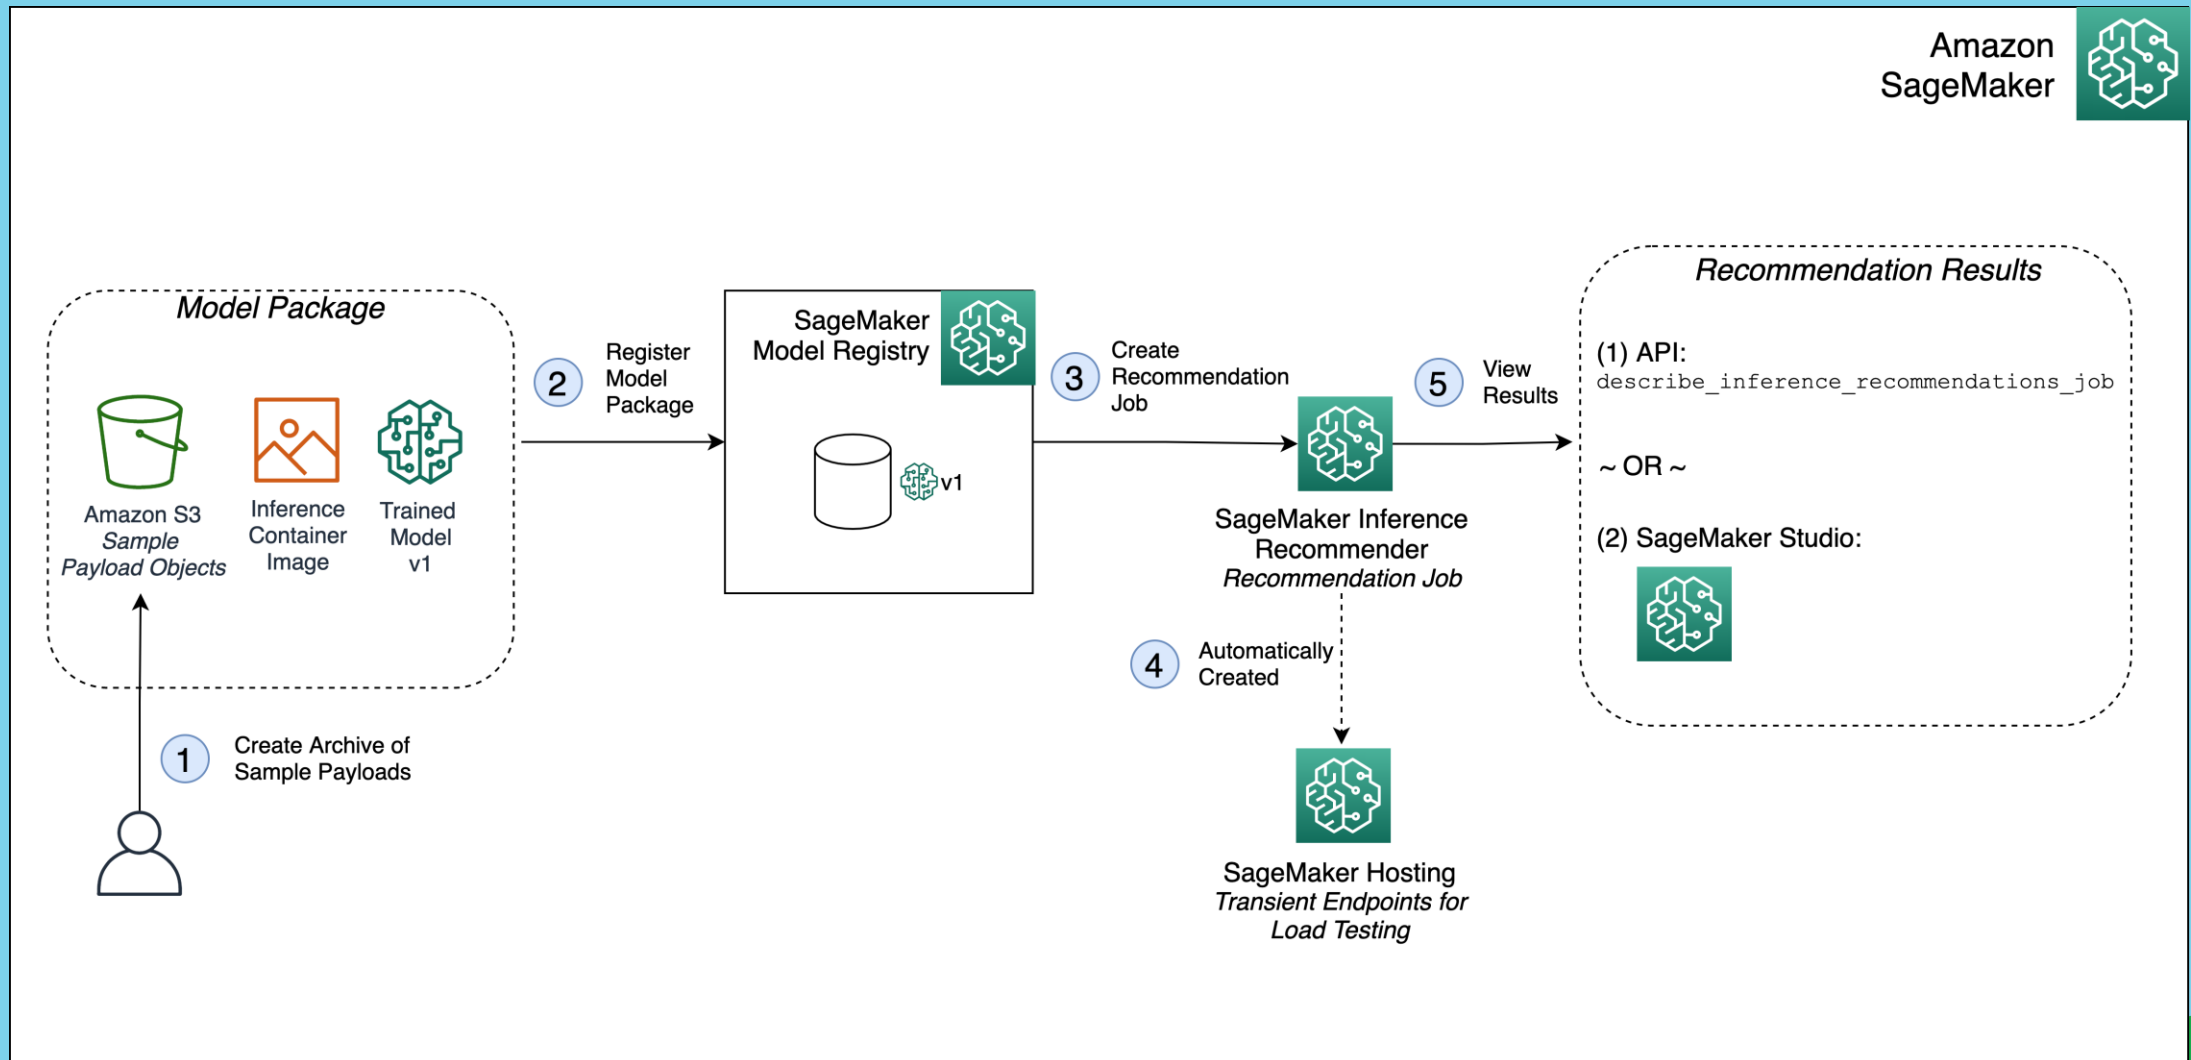 Amazon
SageMaker
Model Package
Amazon S3
Sample
Payload Objects
Inference
Container
Image
Trained
Model
v1
1
Create Archive of
Sample Payloads
2
Register
Model
Package
SageMaker
Model Registry
v1
3
Create
Recommendation
Job
SageMaker Inference
Recommender
Recommendation Job
4
Automatically
Created
SageMaker Hosting
Transient Endpoints for
Load Testing
5
View
Results
Recommendation Results
(1) API:
describe_inference_recommendations_job
~ OR ~
(2) SageMaker Studio: